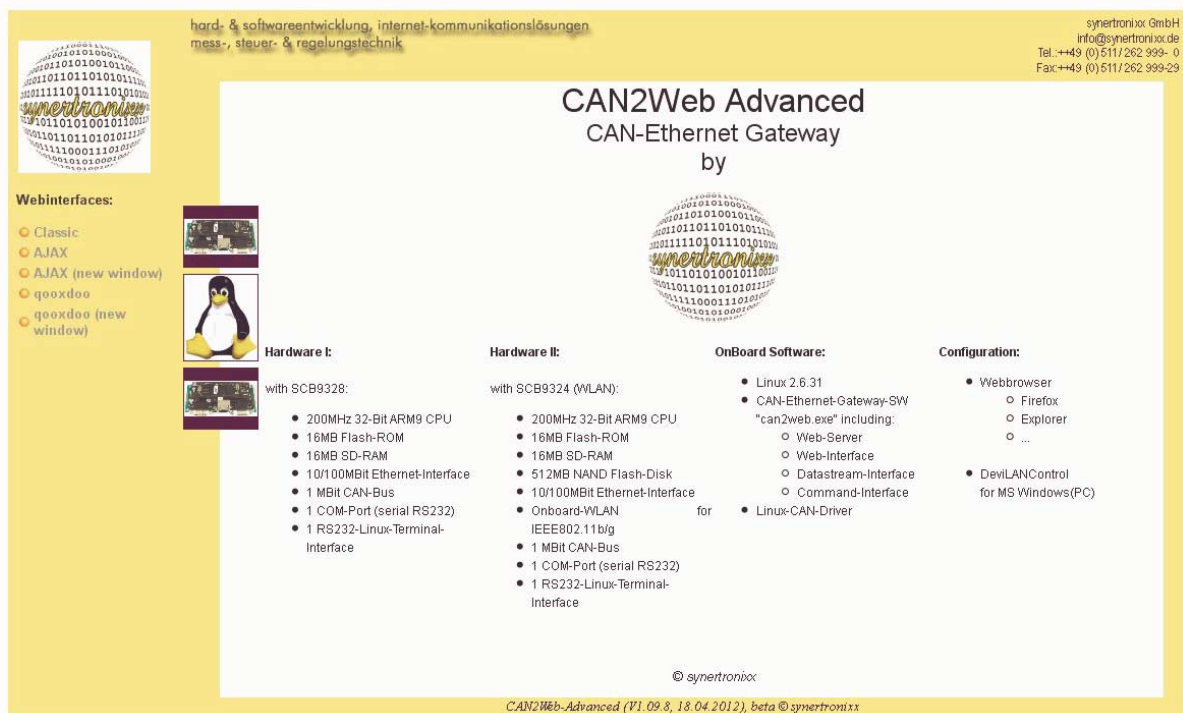 hard- & softwareentwicklung, internet-kommunikationslösungen
mess-, steuer- & regelungstechnik
synertronixx GmbH
info@synertronixx.de
Tel.:++49 (0)511/ 262 999- 0
Fax:++49 (0)511/ 262 999-29
synertronixx
Webinterfaces:
Classic
AJAX
AJAX (new window)
qooxdoo
qooxdoo (new
window)
CAN2Web Advanced
CAN-Ethernet Gateway
by
synertronixx
Hardware I:
with SCB9328:
200MHz 32-Bit ARM9 CPU
16MB Flash-ROM
16MB SD-RAM
10/100MBit Ethernet-Interface
1 MBit CAN-Bus
1 COM-Port (serial RS232)
1 RS232-Linux-Terminal-
Interface
Hardware II:
with SCB9324 (WLAN):
200MHz 32-Bit ARM9 CPU
16MB Flash-ROM
16MB SD-RAM
512MB NAND Flash-Disk
10/100MBit Ethernet-Interface
Onboard-WLAN for
IEEE802.11b/g
1 MBit CAN-Bus
1 COM-Port (serial RS232)
1 RS232-Linux-Terminal-
Interface
OnBoard Software:
Linux 2.6.31
CAN-Ethernet-Gateway-SW
"can2web.exe" including:
Web-Server
Web-Interface
Datastream-Interface
Command-Interface
Linux-CAN-Driver
Configuration:
Webbrowser
Firefox
Explorer
...
DeviLANControl
for MS Windows(PC)
© synertronixx
CAN2Web-Advanced (V1.09.8, 18.04.2012), beta © synertronixx